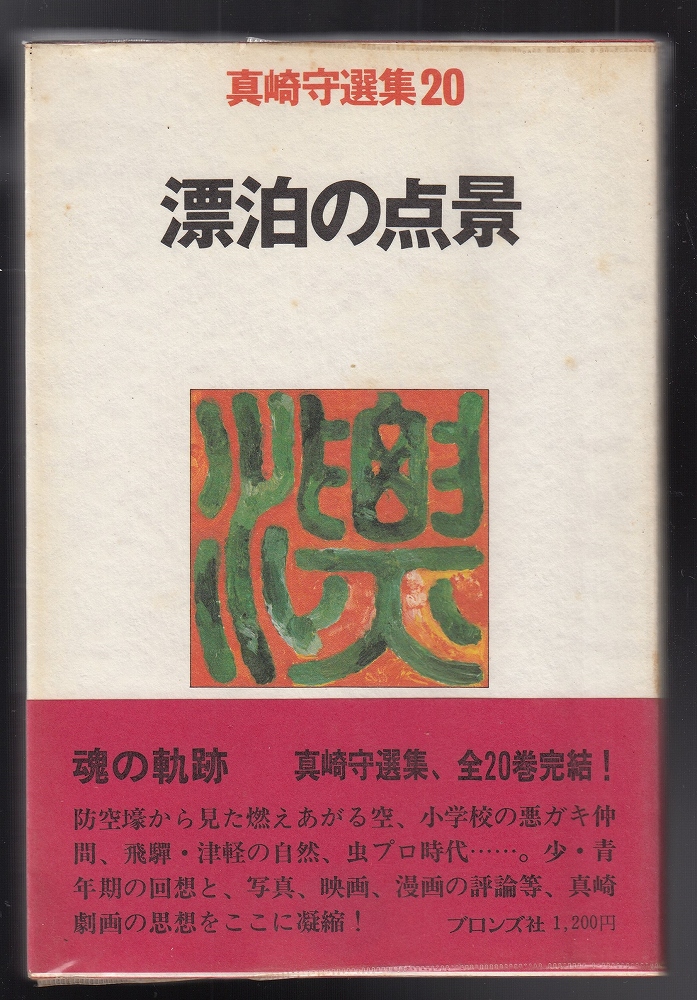 真崎守選集20
漂泊の点景
魂の軌跡 真崎守選集、全20巻完結！
防空壕から見た燃えあがる空、小学校の悪ガキ仲
間、飛驒・津軽の自然、虫プロ時代……。少・青
年期の回想と、写真、映画、漫画の評論等、真崎
劇画の思想をここに凝縮！ ブロンズ社 1,200円